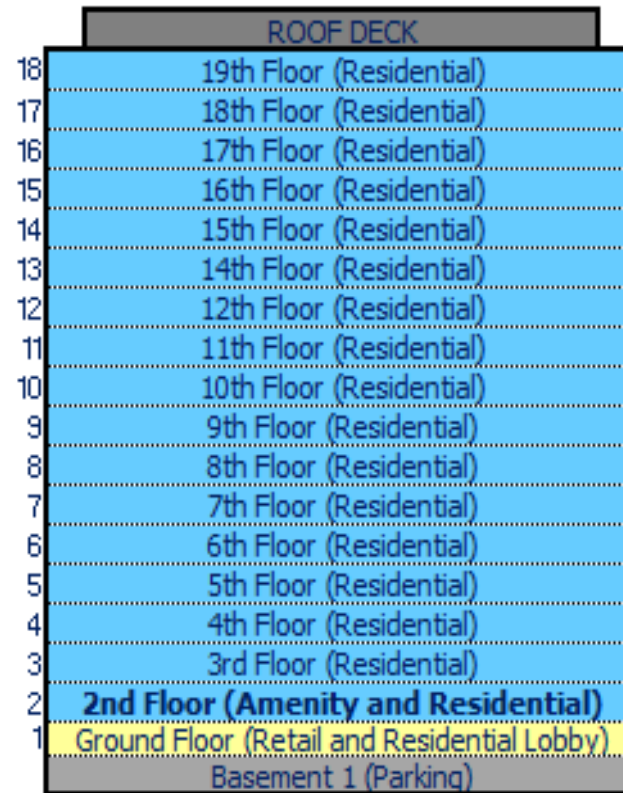 ROOF DECK
18 19th Floor (Residential)
17 18th Floor (Residential)
16 17th Floor (Residential)
15 16th Floor (Residential)
14 15th Floor (Residential)
13 14th Floor (Residential)
12 12th Floor (Residential)
11 11th Floor (Residential)
10 10th Floor (Residential)
9 9th Floor (Residential)
8 8th Floor (Residential)
7 7th Floor (Residential)
6 6th Floor (Residential)
5 5th Floor (Residential)
4 4th Floor (Residential)
3 3rd Floor (Residential)
2 2nd Floor (Amenity and Residential)
1 Ground Floor (Retail and Residential Lobby)
Basement 1 (Parking)